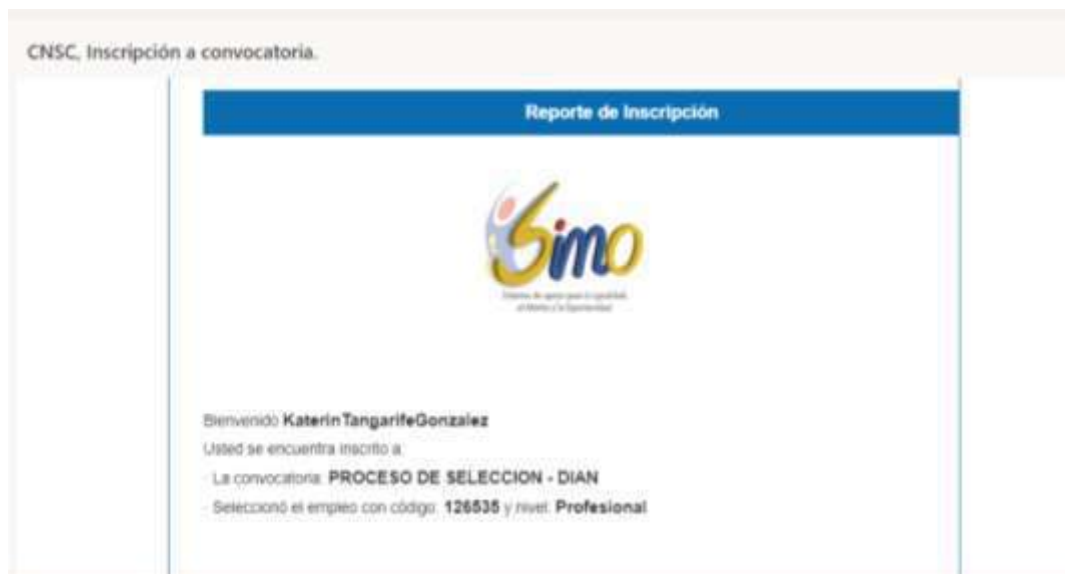 CNSC, Inscripción a convocatoria.
Reporte de Inscripción
Simo
Bienvenido KaterinTangarifeGonzalez
Usted se encuentra inscrito a:
- La convocatoria: PROCESO DE SELECCION - DIAN
- Seleccionó el empleo con código: 126535 y nivel: Profesional